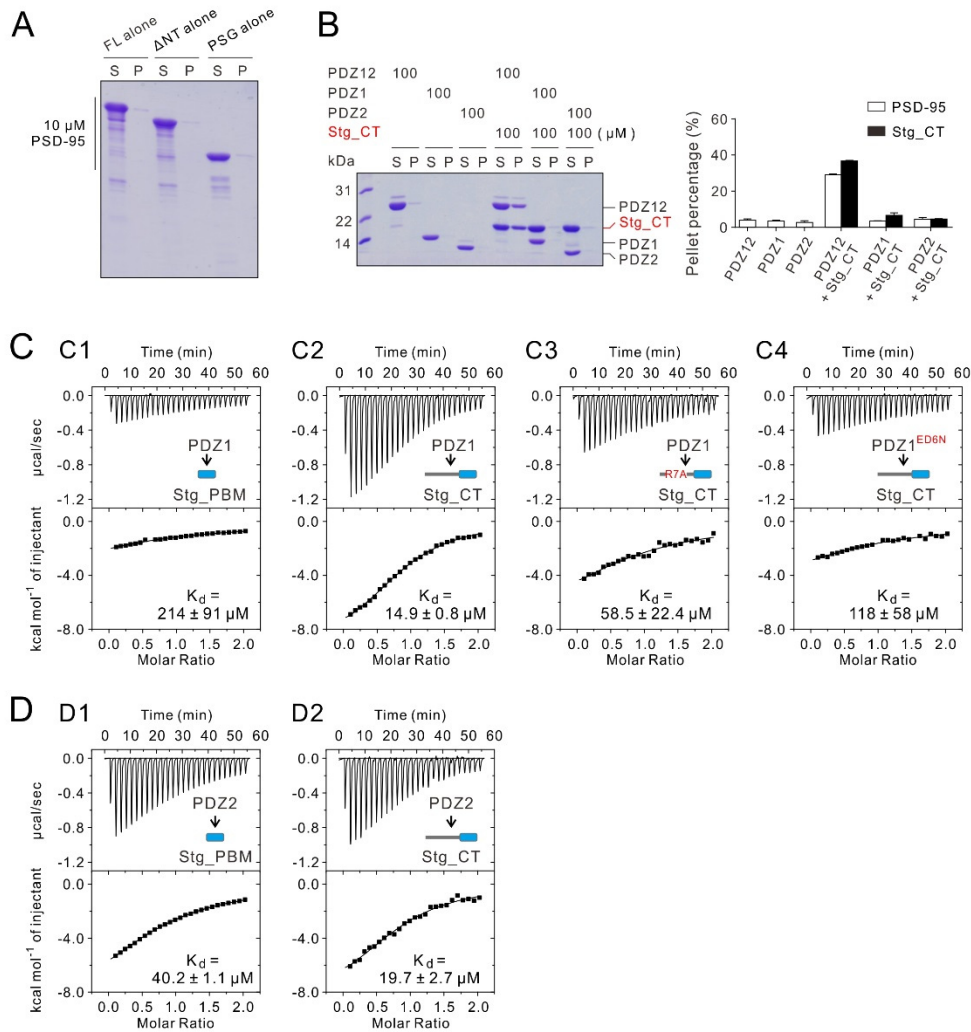 A
FL alone
ΔNT alone
PSG alone
S P S P S P
10 µM
PSD-95
B
PDZ12 100 100
PDZ1 100 100
PDZ2 100 100
Stg_CT 100 100 100 (µM)
kDa S P S P S P S P S P S P
31
22
14
PDZ12
Stg_CT
PDZ1
PDZ2
PSD-95
Stg_CT
Pellet percentage (%)
60
40
20
0
PDZ12
PDZ1
PDZ2
PDZ12
+ Stg_CT
PDZ1
+ Stg_CT
PDZ2
+ Stg_CT
C
C1
Time (min)
0 10 20 30 40 50 60
µcal/sec
0.0
-0.4
-0.8
-1.2
PDZ1
Stg_PBM
kcal mol⁻¹ of injectant
0.0
-4.0
-8.0
Kd =
214 ± 91 µM
0.0 0.5 1.0 1.5 2.0
Molar Ratio
C2
Time (min)
0 10 20 30 40 50 60
PDZ1
Stg_CT
Kd =
14.9 ± 0.8 µM
0.0 0.5 1.0 1.5 2.0
Molar Ratio
C3
Time (min)
0 10 20 30 40 50 60
PDZ1
R7A
Stg_CT
Kd =
58.5 ± 22.4 µM
0.0 0.5 1.0 1.5 2.0
Molar Ratio
C4
Time (min)
0 10 20 30 40 50 60
PDZ1ᴱᴰ⁶ᴺ
Stg_CT
Kd =
118 ± 58 µM
0.0 0.5 1.0 1.5 2.0
Molar Ratio
D
D1
Time (min)
0 10 20 30 40 50 60
µcal/sec
0.0
-0.4
-0.8
-1.2
PDZ2
Stg_PBM
kcal mol⁻¹ of injectant
0.0
-4.0
-8.0
Kd =
40.2 ± 1.1 µM
0.0 0.5 1.0 1.5 2.0
Molar Ratio
D2
Time (min)
0 10 20 30 40 50 60
PDZ2
Stg_CT
Kd =
19.7 ± 2.7 µM
0.0 0.5 1.0 1.5 2.0
Molar Ratio